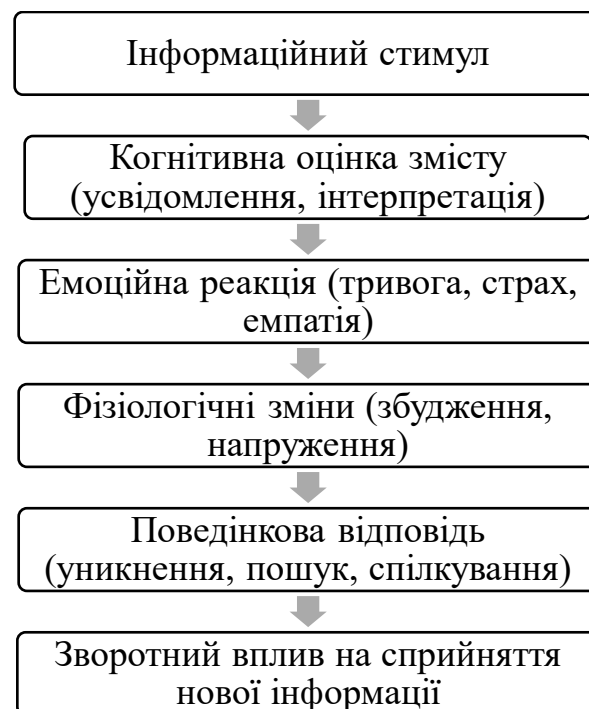 Інформаційний стимул
Когнітивна оцінка змісту
(усвідомлення, інтерпретація)
Емоційна реакція (тривога, страх,
емпатія)
Фізіологічні зміни (збудження,
напруження)
Поведінкова відповідь
(уникнення, пошук, спілкування)
Зворотний вплив на сприйняття
нової інформації